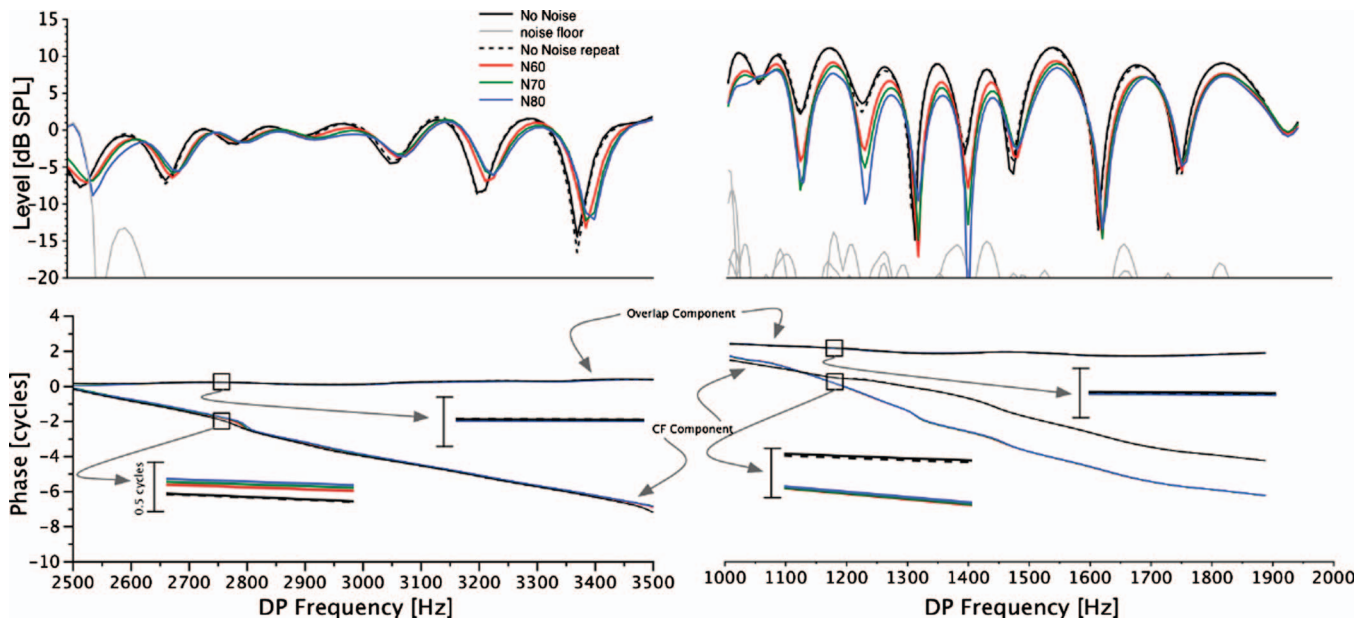 No Noise
noise floor
No Noise repeat
N60
N70
N80
Level [dB SPL]
15
10
5
0
-5
-10
-15
-20
Phase [cycles]
4
2
0
-2
-4
-6
-8
-10
Overlap Component
CF Component
0.5 cycles
2500 2600 2700 2800 2900 3000 3100 3200 3300 3400 3500
DP Frequency [Hz]
1000 1100 1200 1300 1400 1500 1600 1700 1800 1900 2000
DP Frequency [Hz]